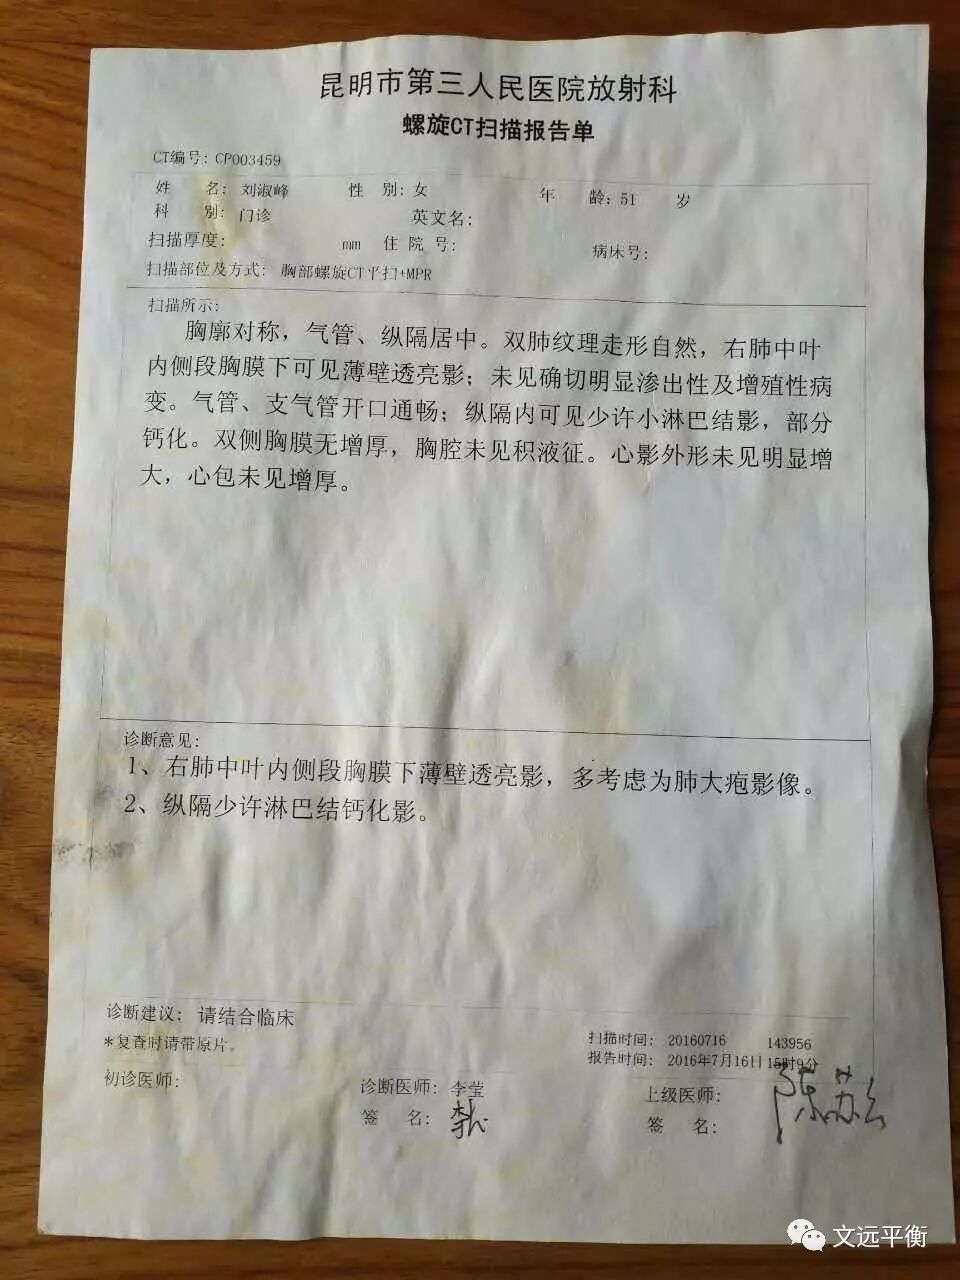 昆明市第三人民医院放射科
螺旋CT扫描报告单
CT编号: CP003459
姓 名: 刘淑峰 性 别: 女 年 龄: 51 岁
科 别: 门诊 英文名:
扫描厚度: mm 住 院 号: 病床号:
扫描部位及方式: 胸部螺旋CT平扫+MPR
扫描所示:
胸廓对称，气管、纵隔居中。双肺纹理走形自然，右肺中叶
内侧段胸膜下可见薄壁透亮影；未见确切明显渗出性及增殖性病
变。气管、支气管开口通畅；纵隔内可见少许小淋巴结影，部分
钙化。双侧胸膜无增厚，胸腔未见积液征。心影外形未见明显增
大，心包未见增厚。
诊断意见:
1、右肺中叶内侧段胸膜下薄壁透亮影，多考虑为肺大疱影像。
2、纵隔少许淋巴结钙化影。
诊断建议: 请结合临床
*复查时请带原片。
扫描时间: 20160716 143956
报告时间: 2016年7月16日15时9分
初诊医师: 诊断医师: 李莹 上级医师:
签 名: 签 名:
文远平衡